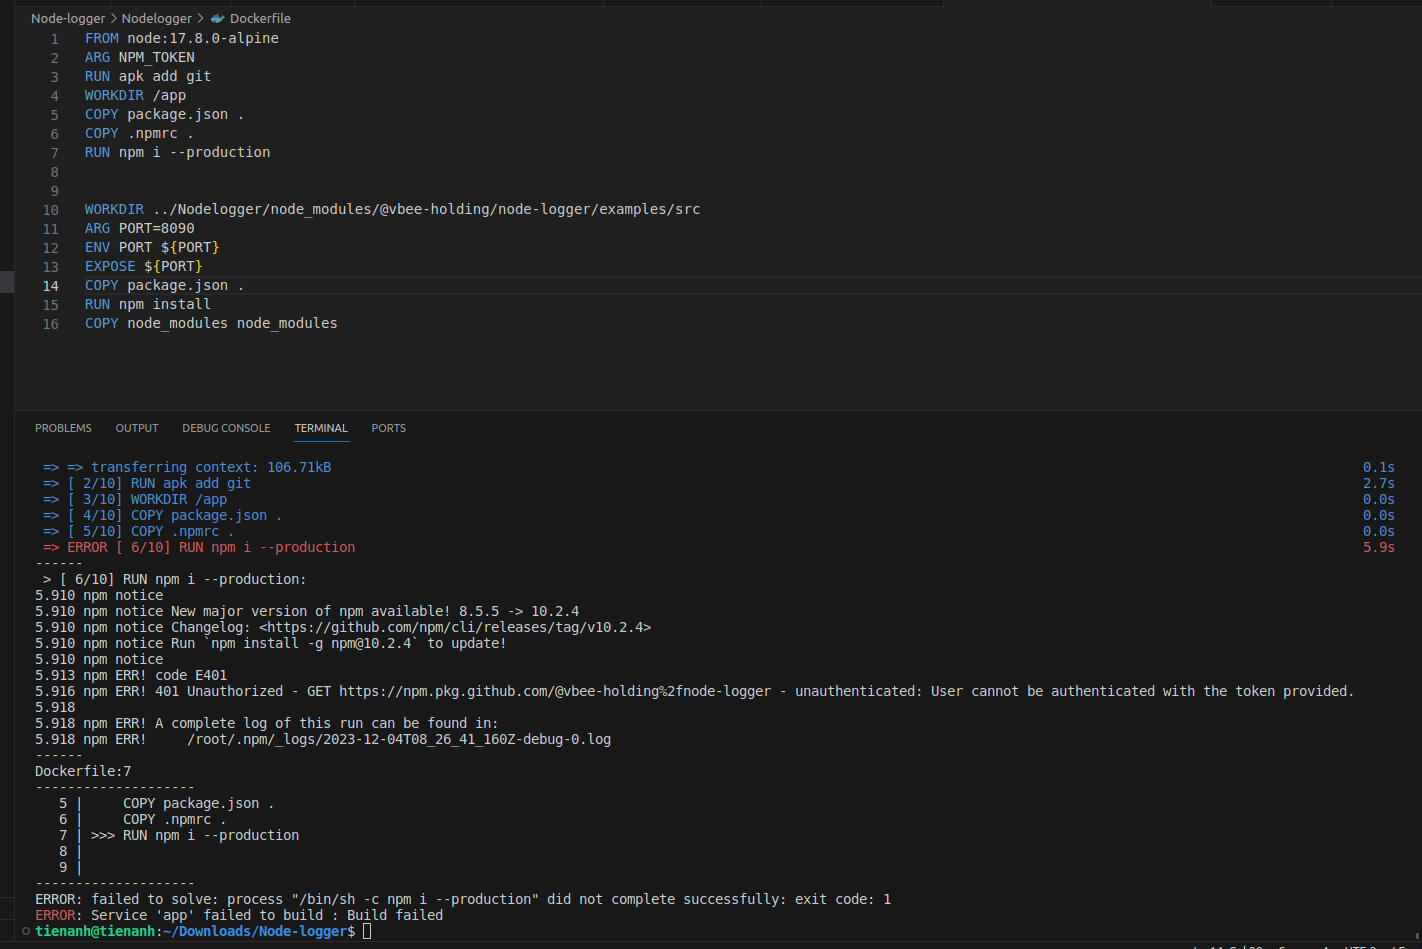 Node-logger > Nodelogger > Dockerfile
1 FROM node:17.8.0-alpine
2 ARG NPM_TOKEN
3 RUN apk add git
4 WORKDIR /app
5 COPY package.json .
6 COPY .npmrc .
7 RUN npm i --production
8
9
10 WORKDIR ../Nodelogger/node_modules/@vbee-holding/node-logger/examples/src
11 ARG PORT=8090
12 ENV PORT ${PORT}
13 EXPOSE ${PORT}
14 COPY package.json .
15 RUN npm install
16 COPY node_modules node_modules
PROBLEMS OUTPUT DEBUG CONSOLE TERMINAL PORTS
=> => transferring context: 106.71kB 0.1s
=> [ 2/10] RUN apk add git 2.7s
=> [ 3/10] WORKDIR /app 0.0s
=> [ 4/10] COPY package.json . 0.0s
=> [ 5/10] COPY .npmrc . 0.0s
=> ERROR [ 6/10] RUN npm i --production 5.9s
------
> [ 6/10] RUN npm i --production:
5.910 npm notice
5.910 npm notice New major version of npm available! 8.5.5 -> 10.2.4
5.910 npm notice Changelog: <https://github.com/npm/cli/releases/tag/v10.2.4>
5.910 npm notice Run `npm install -g npm@10.2.4` to update!
5.910 npm notice
5.913 npm ERR! code E401
5.916 npm ERR! 401 Unauthorized - GET https://npm.pkg.github.com/@vbee-holding%2fnode-logger - unauthenticated: User cannot be authenticated with the token provided.
5.918
5.918 npm ERR! A complete log of this run can be found in:
5.918 npm ERR!     /root/.npm/_logs/2023-12-04T08_26_41_160Z-debug-0.log
------
Dockerfile:7
--------------------
5 |     COPY package.json .
6 |     COPY .npmrc .
7 | >>> RUN npm i --production
8 |
9 |
--------------------
ERROR: failed to solve: process "/bin/sh -c npm i --production" did not complete successfully: exit code: 1
ERROR: Service 'app' failed to build : Build failed
tienanh@tienanh:~/Downloads/Node-logger$